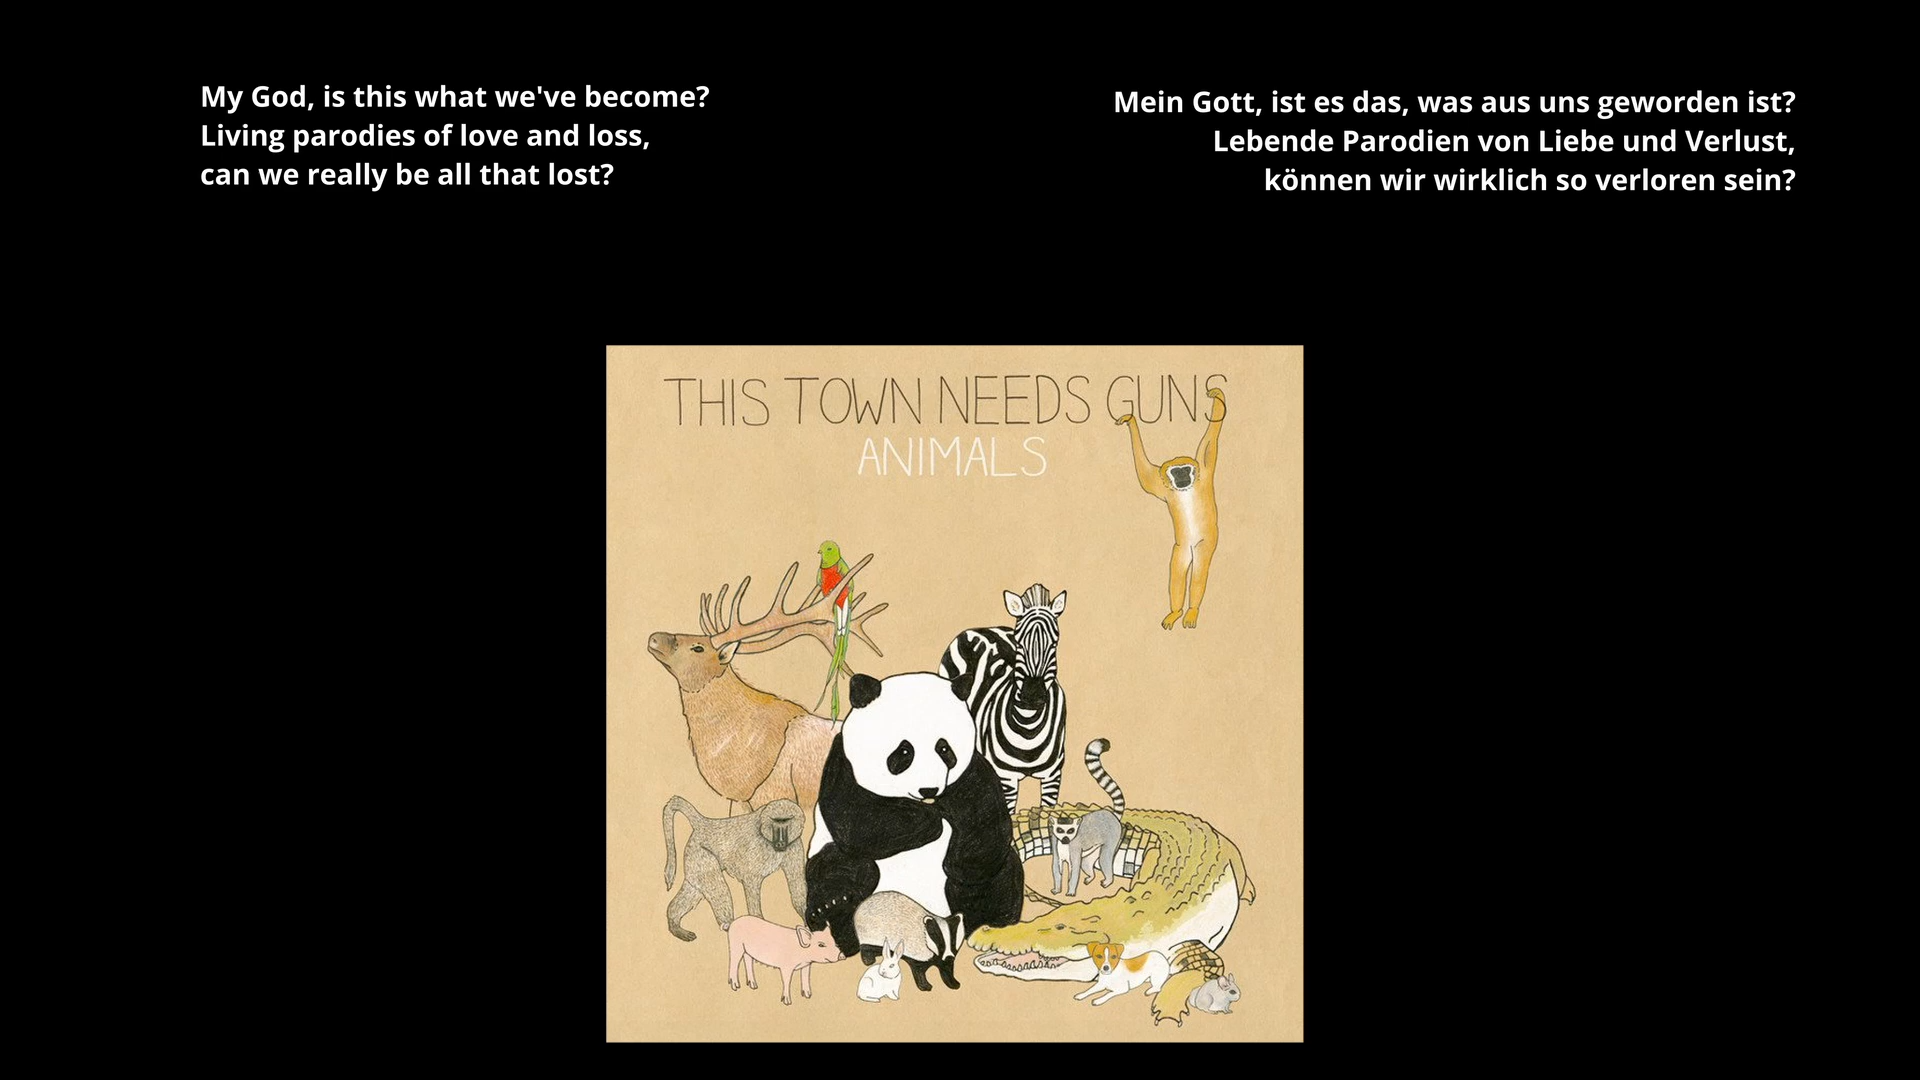 My God, is this what we've become?
Living parodies of love and loss,
can we really be all that lost?
Mein Gott, ist es das, was aus uns geworden ist?
Lebende Parodien von Liebe und Verlust,
können wir wirklich so verloren sein?
THIS TOWN NEEDS GUNS
ANIMALS